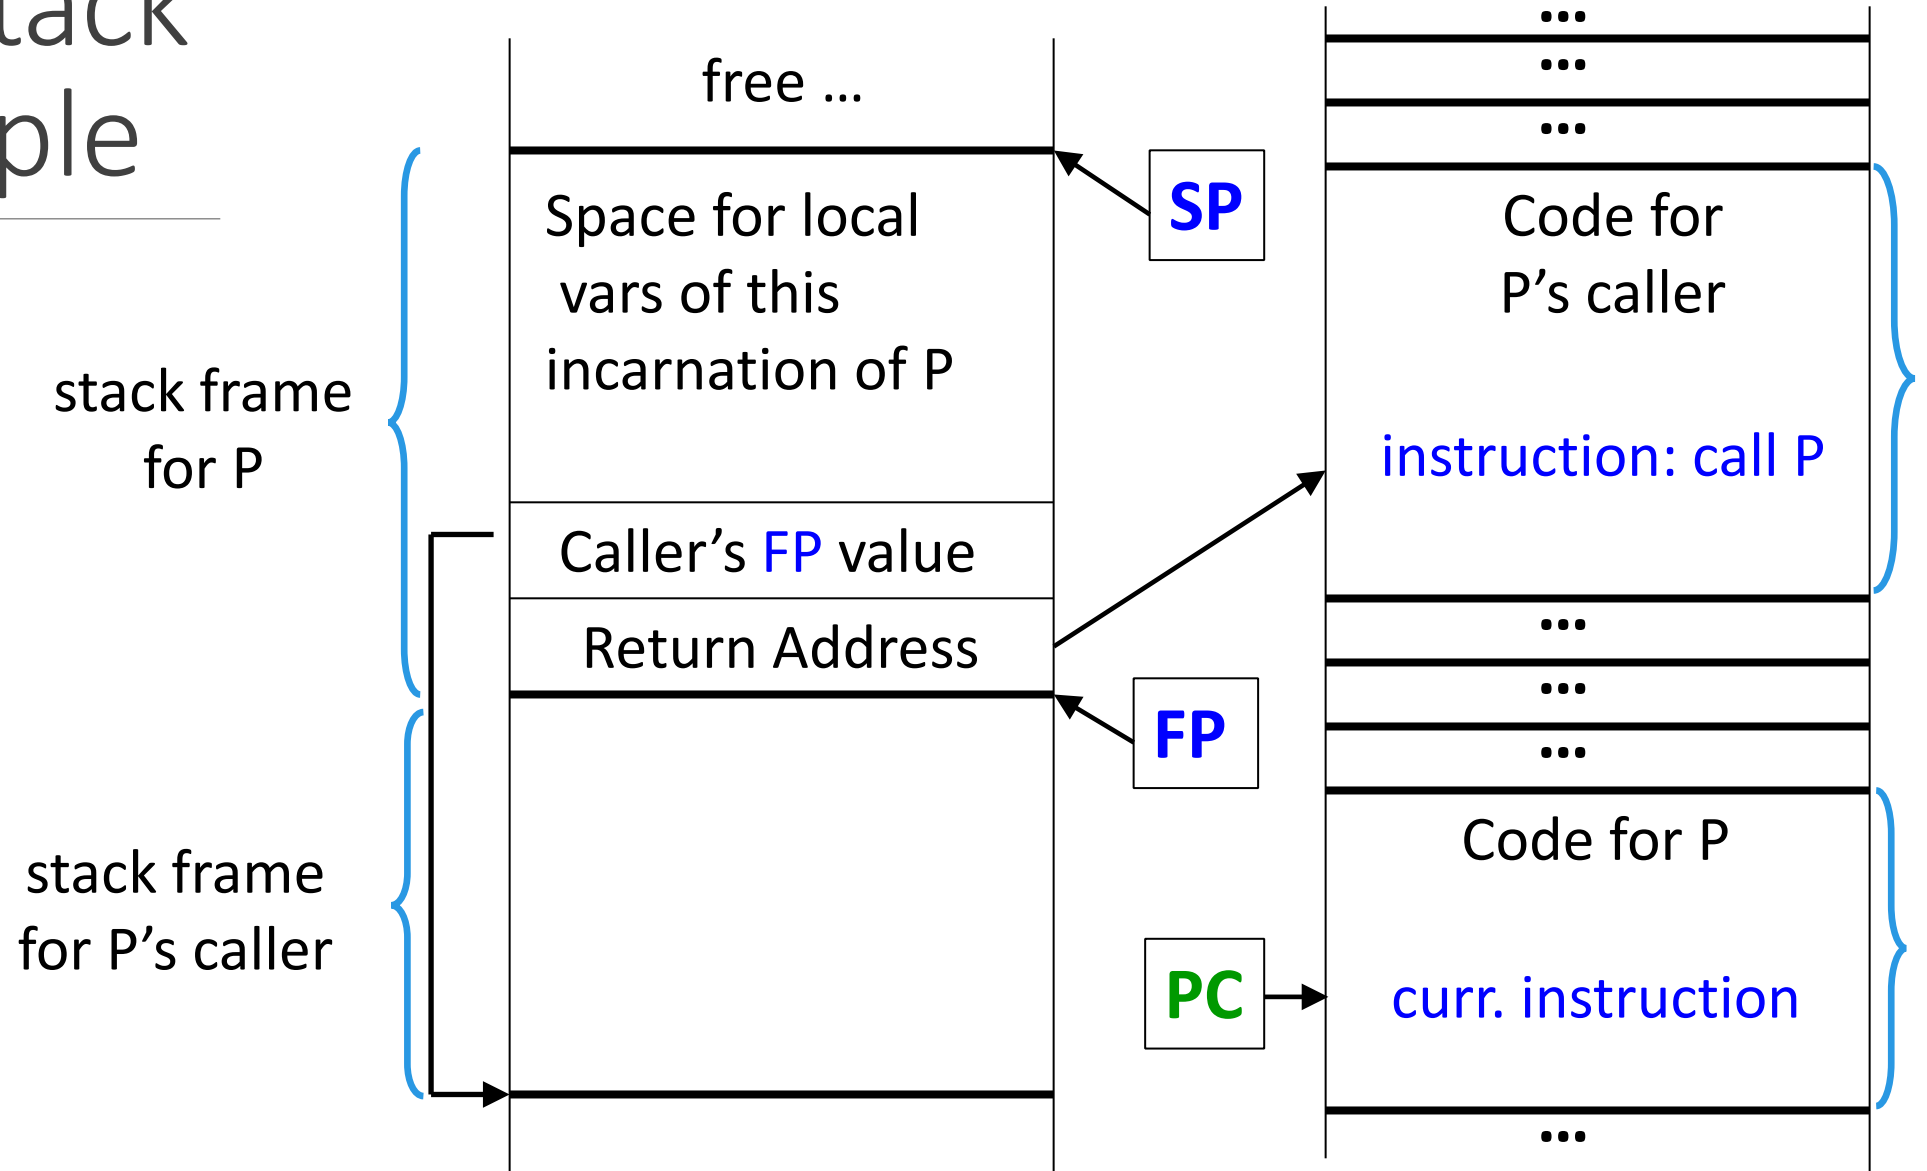 tack
ple
stack frame
for P
stack frame
for P’s caller
free ...
Space for local
vars of this
incarnation of P
Caller’s FP value
Return Address
SP
FP
PC
...
...
...
Code for
P’s caller
instruction: call P
...
...
...
Code for P
curr. instruction
...